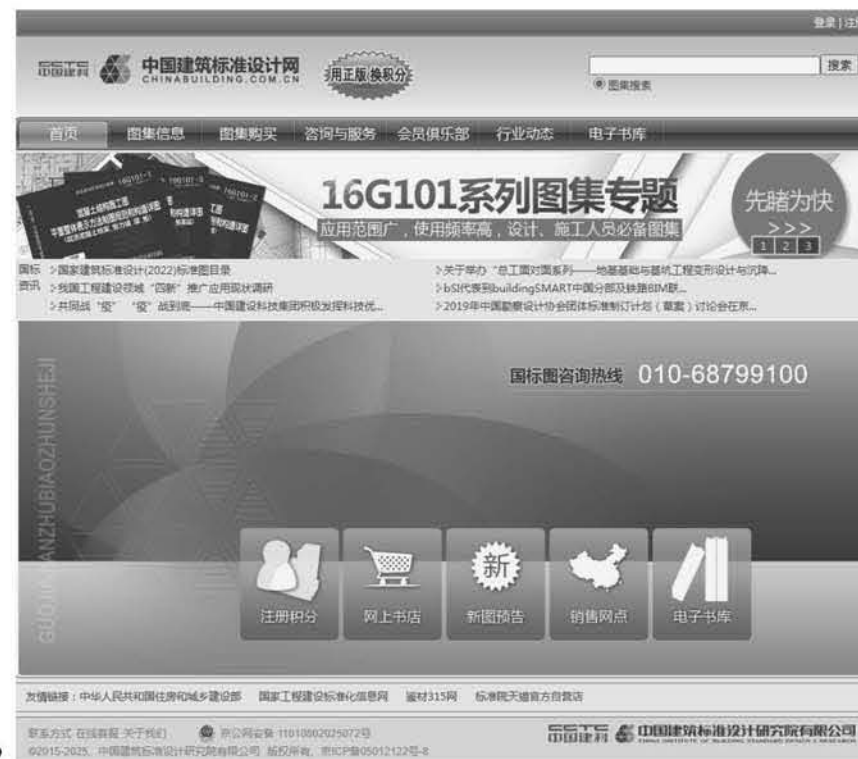 登录 | 注册
中国建科
中国建筑标准设计网
CHINABUILDING.COM.CN
用正版 换积分
搜索
图集搜索
首页 图集信息 图集购买 咨询与服务 会员俱乐部 行业动态 电子书库
16G101-1
16G101-2
16G101系列图集专题
应用范围广，使用频率高，设计、施工人员必备图集
先睹为快
>>>
1 2 3
国标资讯
>国家建筑标准设计(2022)标准图目录
>我国工程建设领域“四新”推广应用现状调研
>共同战“疫” “疫”战到底——中国建设科技集团积极发挥科技优...
>关于举办“总工面对面系列——地基基础与基坑工程变形设计与沉降...
>bSI代表到buildingSMART中国分部及铁路BIM联...
>2019年中国勘察设计协会团体标准制订计划（草案）讨论会在京...
国标图咨询热线 010-68799100
注册积分 网上书店 新图预告 销售网点 电子书库
新
友情链接：中华人民共和国住房和城乡建设部 国家工程建设标准化信息网 鉴材315网 标准院天猫官方自营店
联系方式 在线客服 关于我们 京公网安备 11010802025072号
©2015-2025, 中国建筑标准设计研究院有限公司 版权所有, 京ICP备05012122号-8
中国建科 中国建筑标准设计研究院有限公司
CHINA INSTITUTE OF BUILDING STANDARD DESIGN & RESEARCH